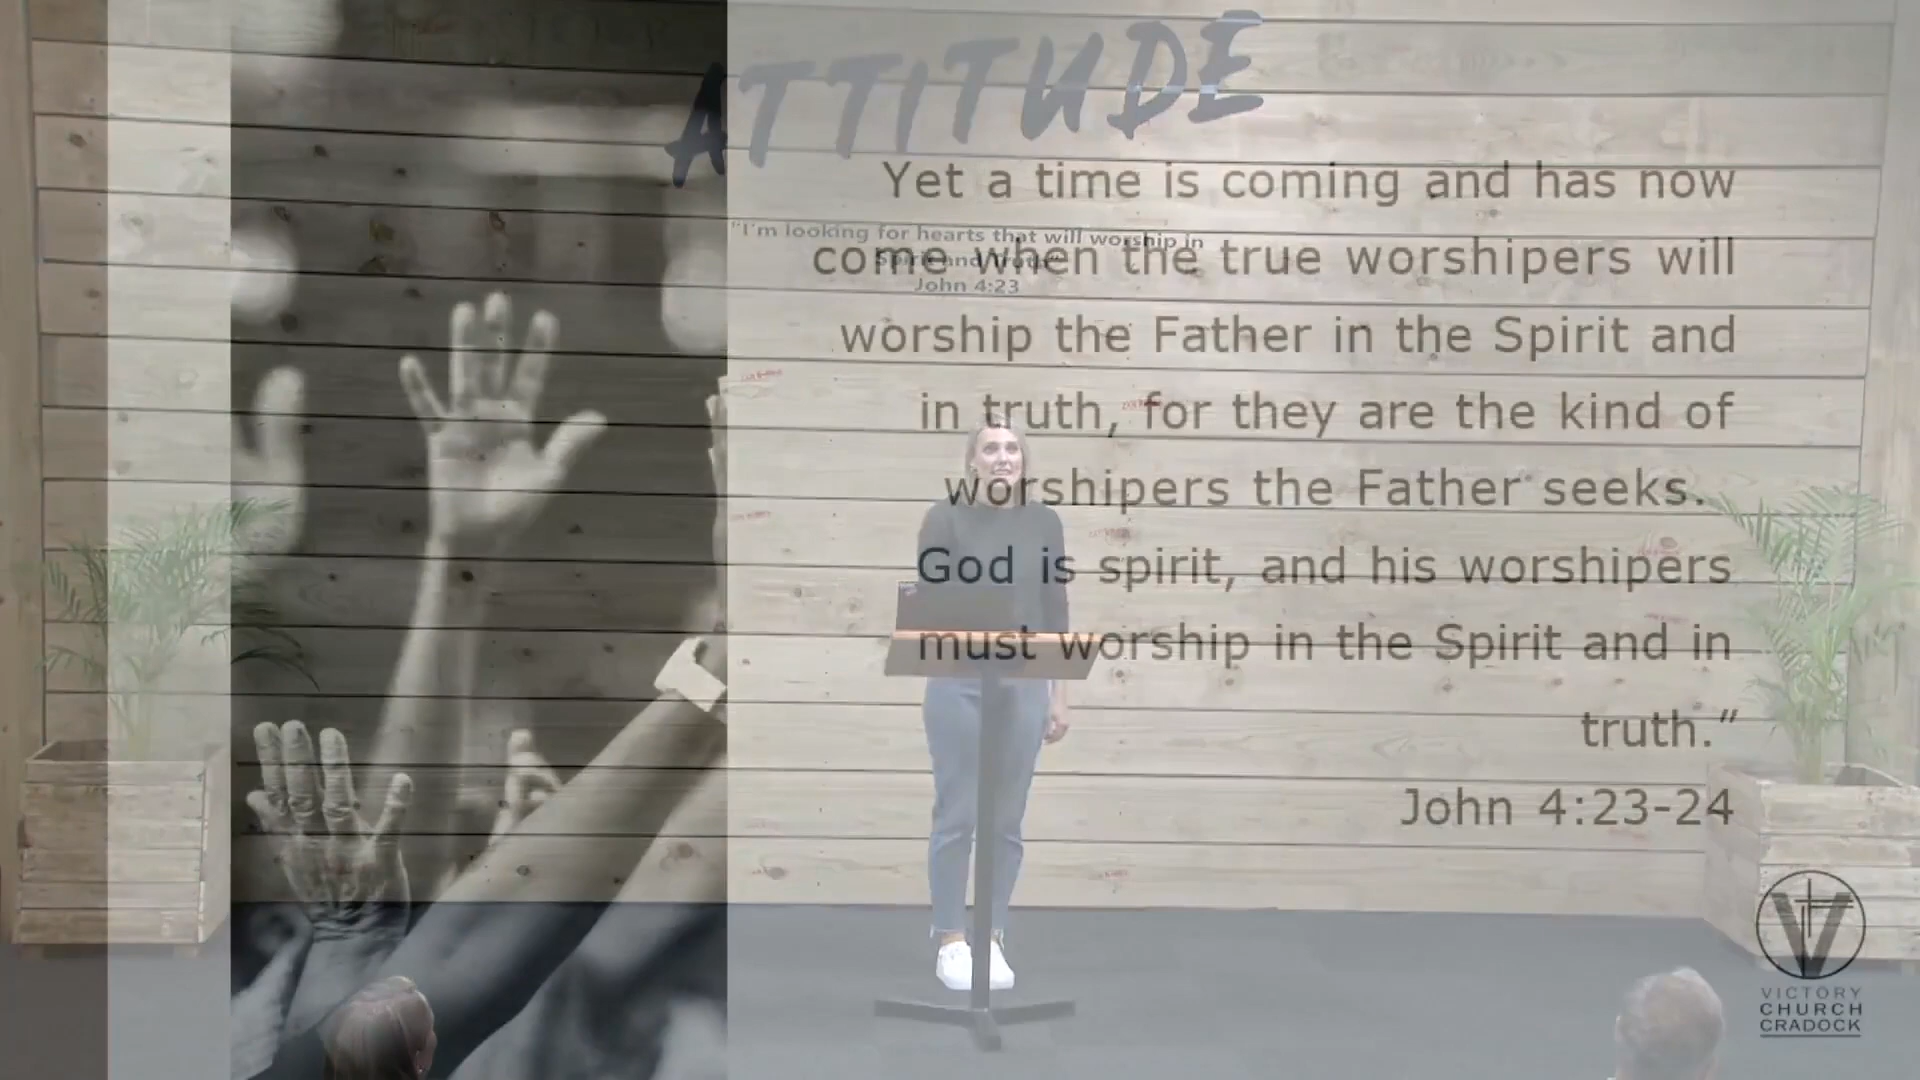 ATTITUDE
Yet a time is coming and has now
"I'm looking for hearts that will worship in
Spirit and Truth"
John 4:23
come when the true worshipers will
worship the Father in the Spirit and
in truth, for they are the kind of
worshipers the Father seeks.
God is spirit, and his worshipers
must worship in the Spirit and in
truth.”
John 4:23-24
VICTORY
CHURCH
CRADOCK